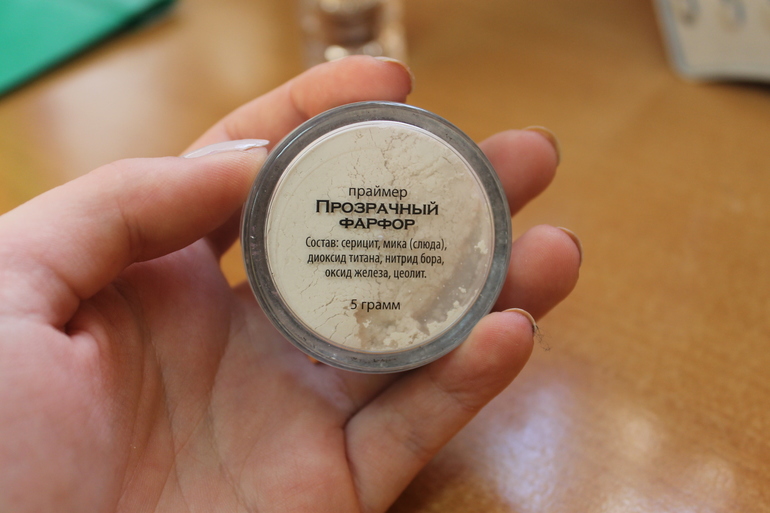 праймер
Прозрачный
фарфор
Состав: серицит, мика (слюда),
диоксид титана, нитрид бора,
оксид железа, цеолит.
5 грамм